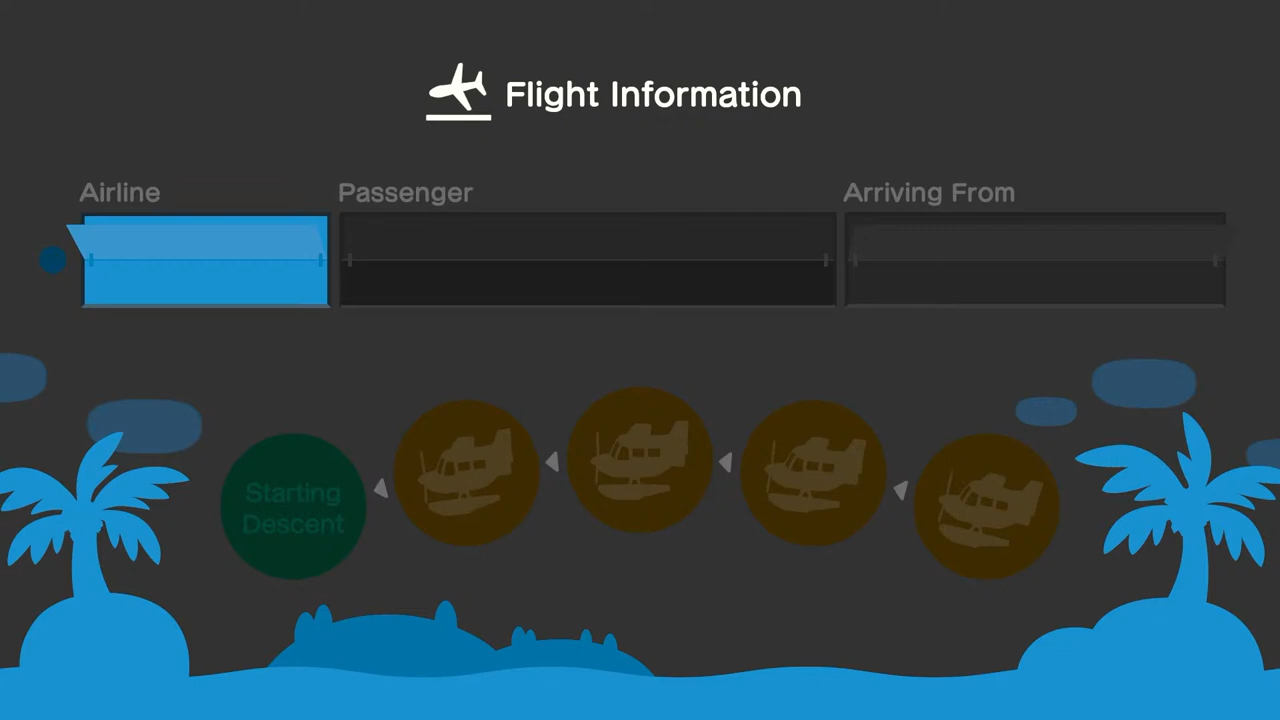 Flight Information
Airline
Passenger
Arriving From
Starting
Descent